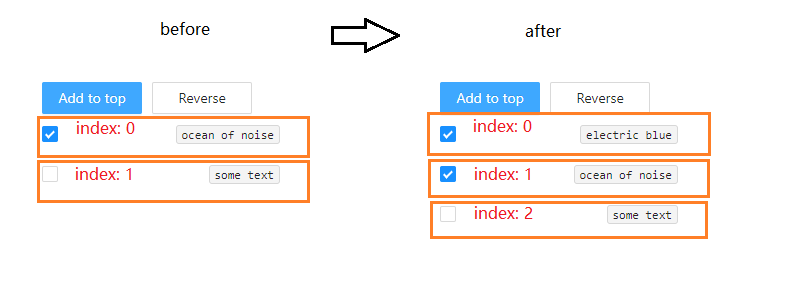 before
after
Add to top Reverse
index: 0 ocean of noise
index: 1 some text
Add to top Reverse
index: 0 electric blue
index: 1 ocean of noise
index: 2 some text